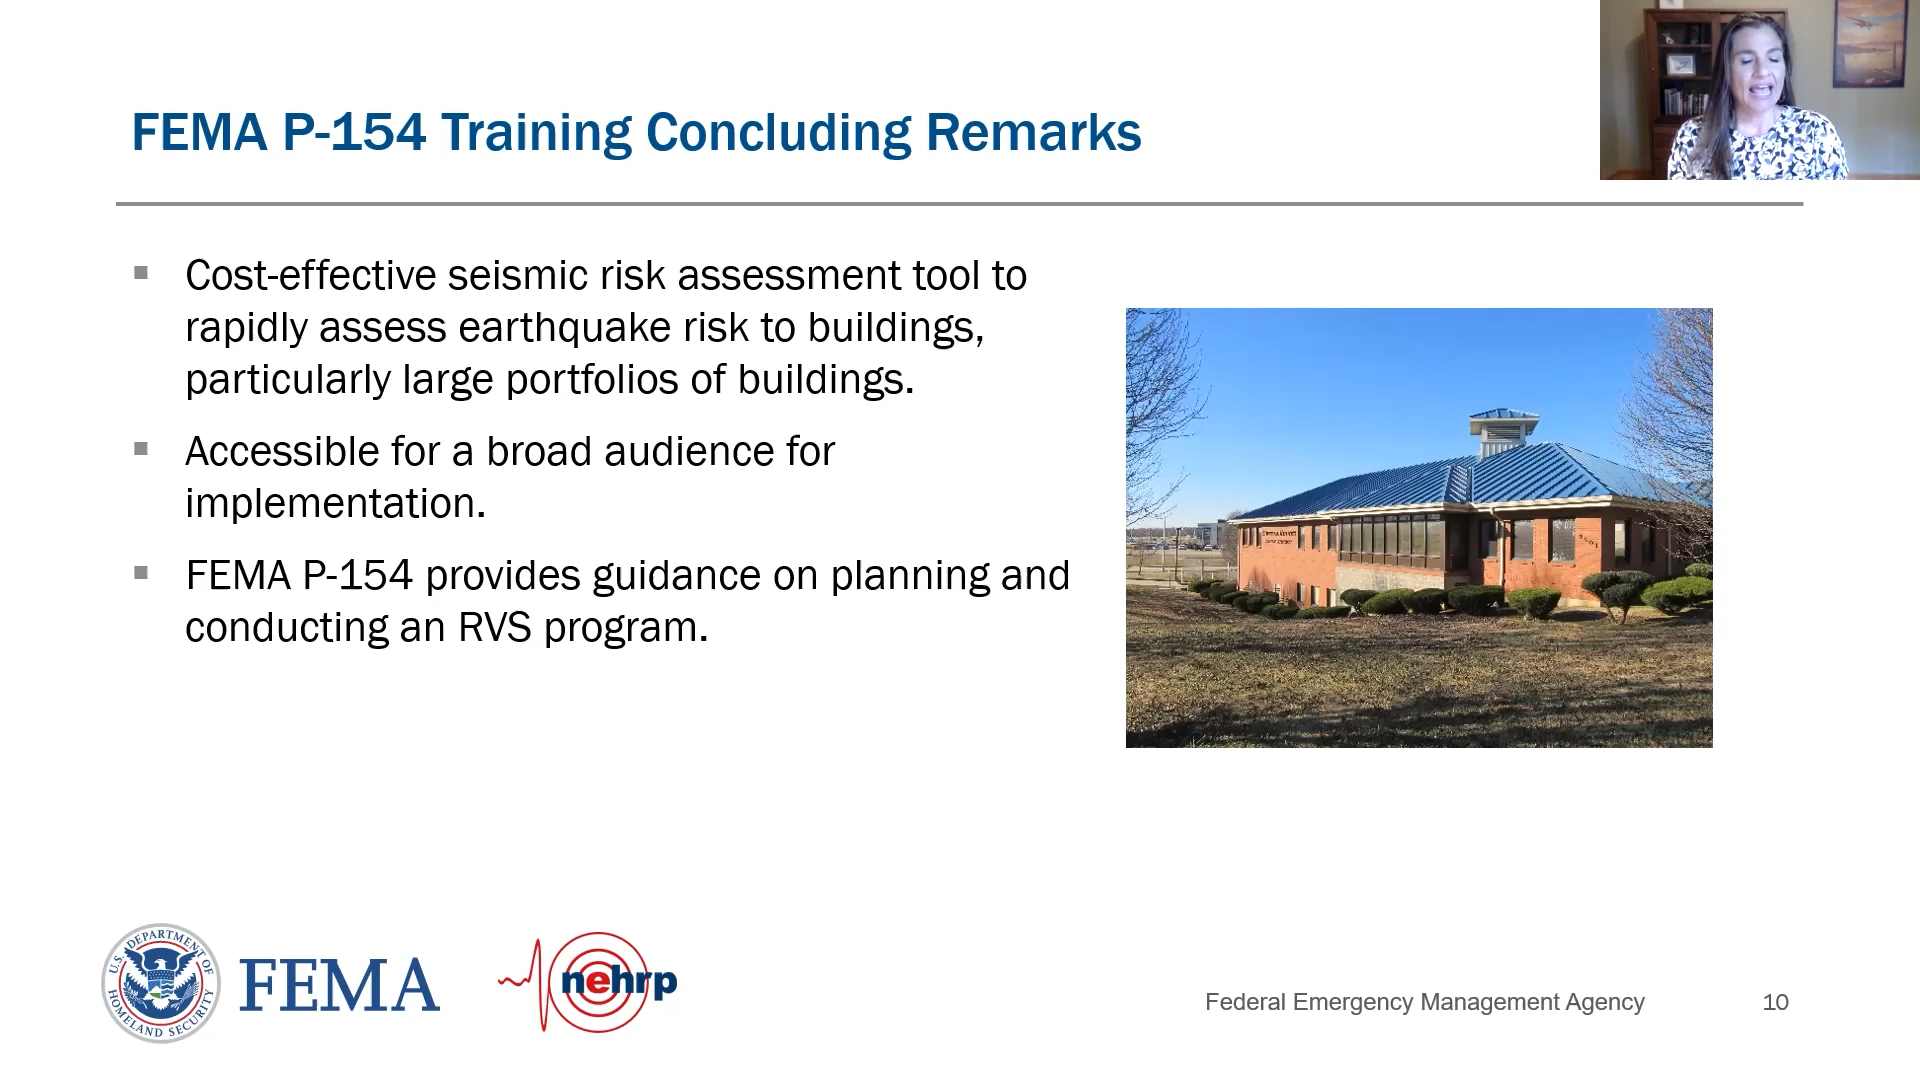 FEMA P-154 Training Concluding Remarks
Cost-effective seismic risk assessment tool to
rapidly assess earthquake risk to buildings,
particularly large portfolios of buildings.
Accessible for a broad audience for
implementation.
FEMA P-154 provides guidance on planning and
conducting an RVS program.
U.S. DEPARTMENT OF
HOMELAND SECURITY
FEMA
nehrp
Federal Emergency Management Agency
10